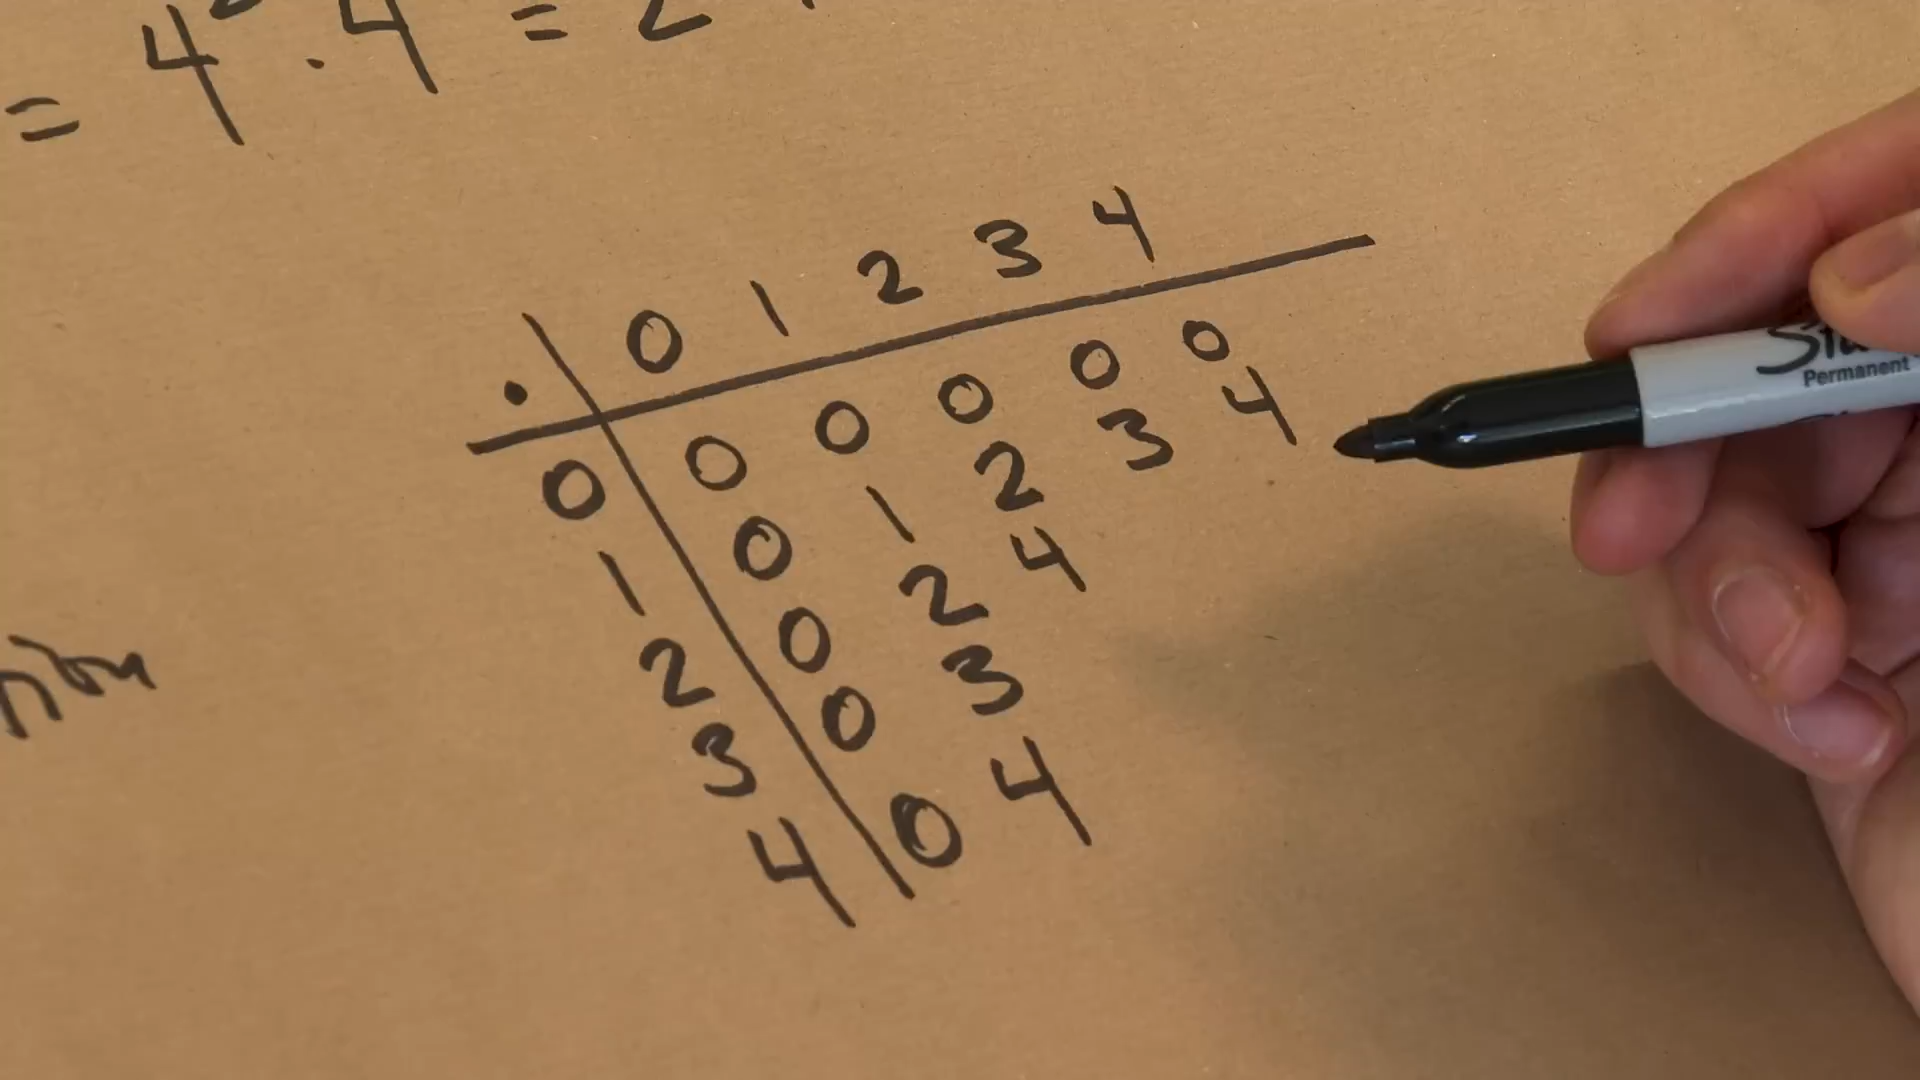 = 4 . 4 = 2
. 0 1 2 3 4
0 0 0 0 0 0
1 0 1 2 3 4
2 0 2 4
3 0 3
4 0 4
Permanent